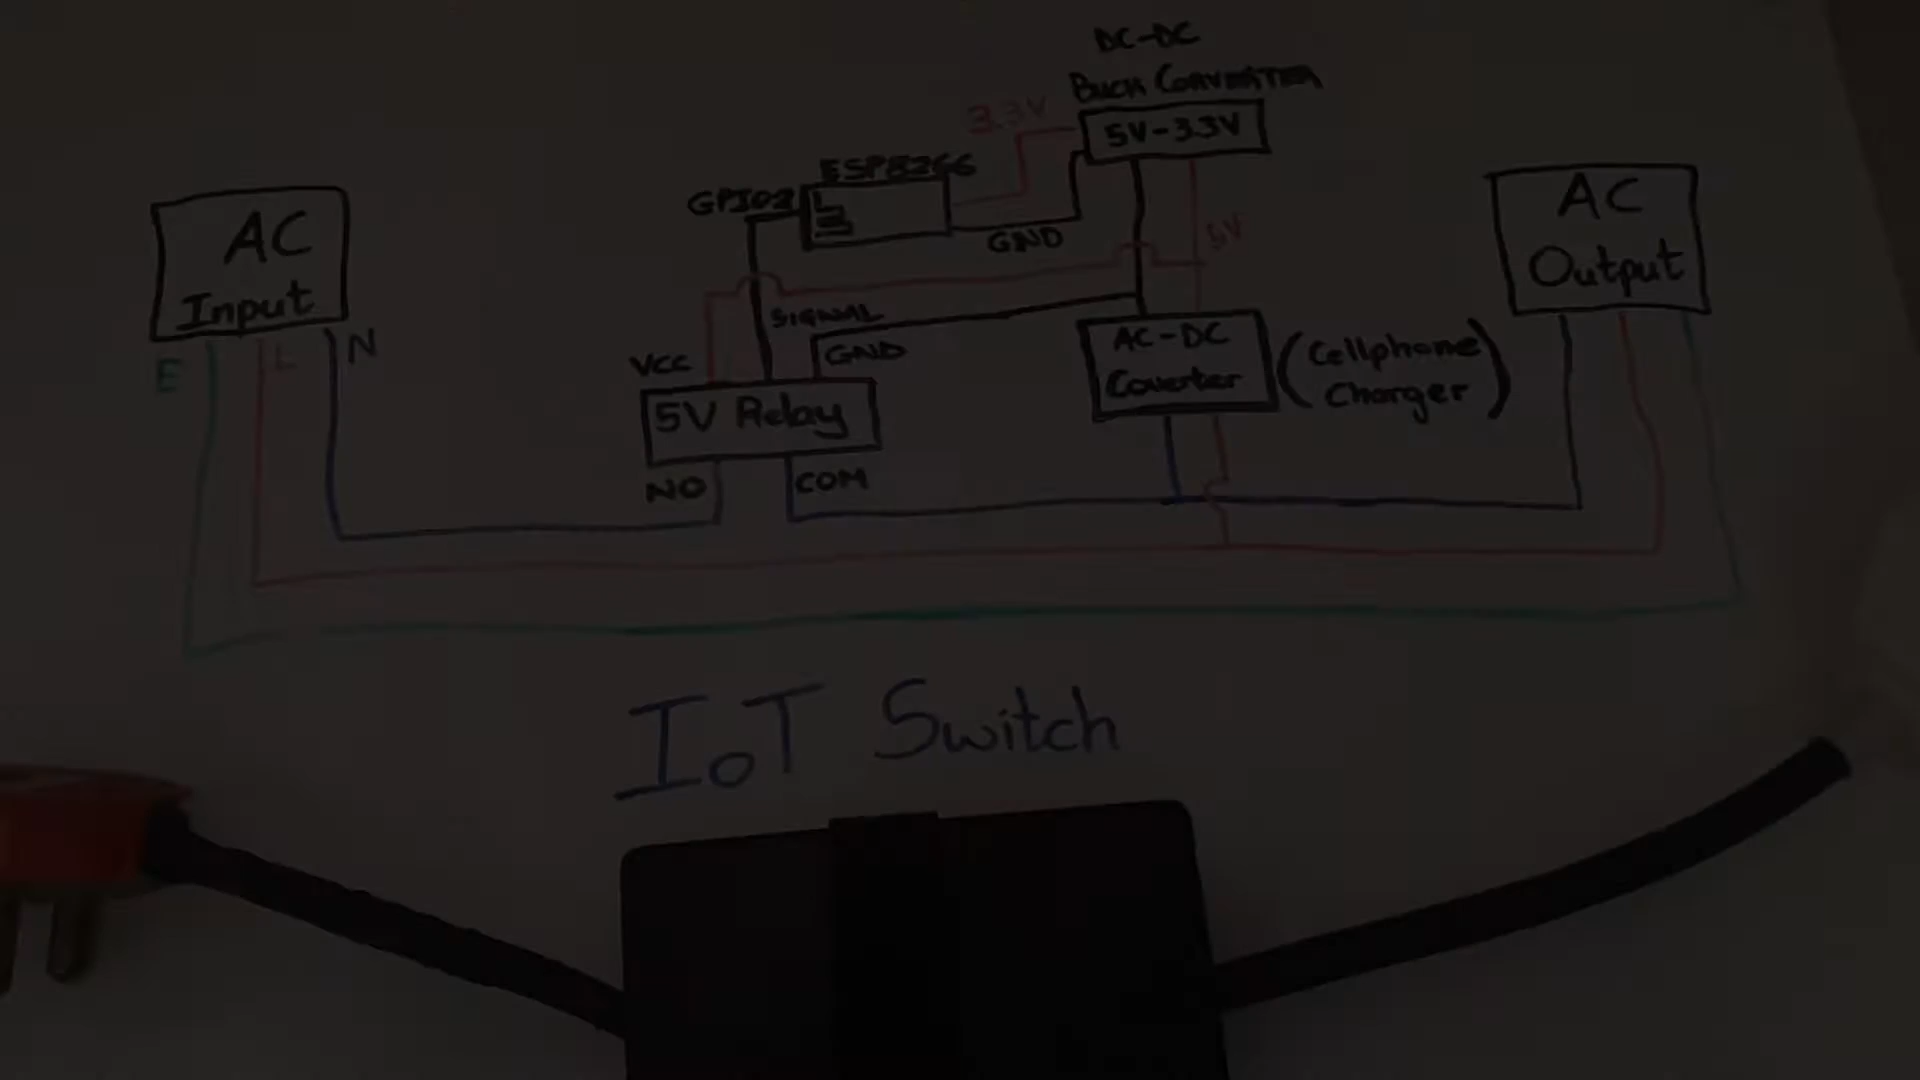 DC-DC
Buck Converter
3.3V
5V-3.3V
ESP8266
GPIO2
GND
5V
AC
Input
AC
Output
SIGNAL
VCC
GND
5V Relay
AC-DC
Coverter
(Cellphone
Charger)
E
L
N
NO
COM
IoT Switch